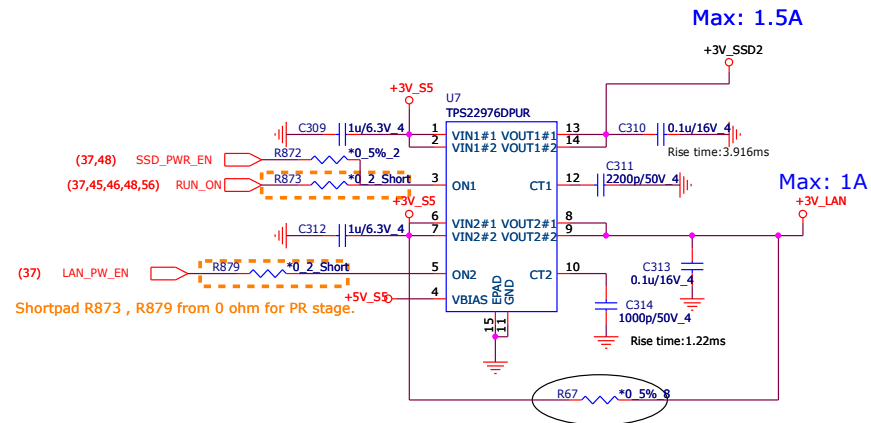 Max: 1.5A
+3V_SSD2
+3V_S5
U7
TPS22976DPUR
C309 1u/6.3V_4
1 VIN1#1 VOUT1#1 13
2 VIN1#2 VOUT1#2 14
C310 0.1u/16V_4
Rise time:3.916ms
(37,48) SSD_PWR_EN R872 *0_5%_2
(37,45,46,48,56) RUN_ON R873 *0_2_Short
3 ON1 CT1 12
C311
2200p/50V_4
Max: 1A
+3V_LAN
+3V_S5
C312 1u/6.3V_4
6 VIN2#1 VOUT2#1 8
7 VIN2#2 VOUT2#2 9
(37) LAN_PW_EN R879 *0_2_Short
5 ON2 CT2 10
C313
0.1u/16V_4
+5V_S5 4 VBIAS EPAD GND
15 11
C314
1000p/50V_4
Shortpad R873 , R879 from 0 ohm for PR stage.
Rise time:1.22ms
R67 *0_5%_8